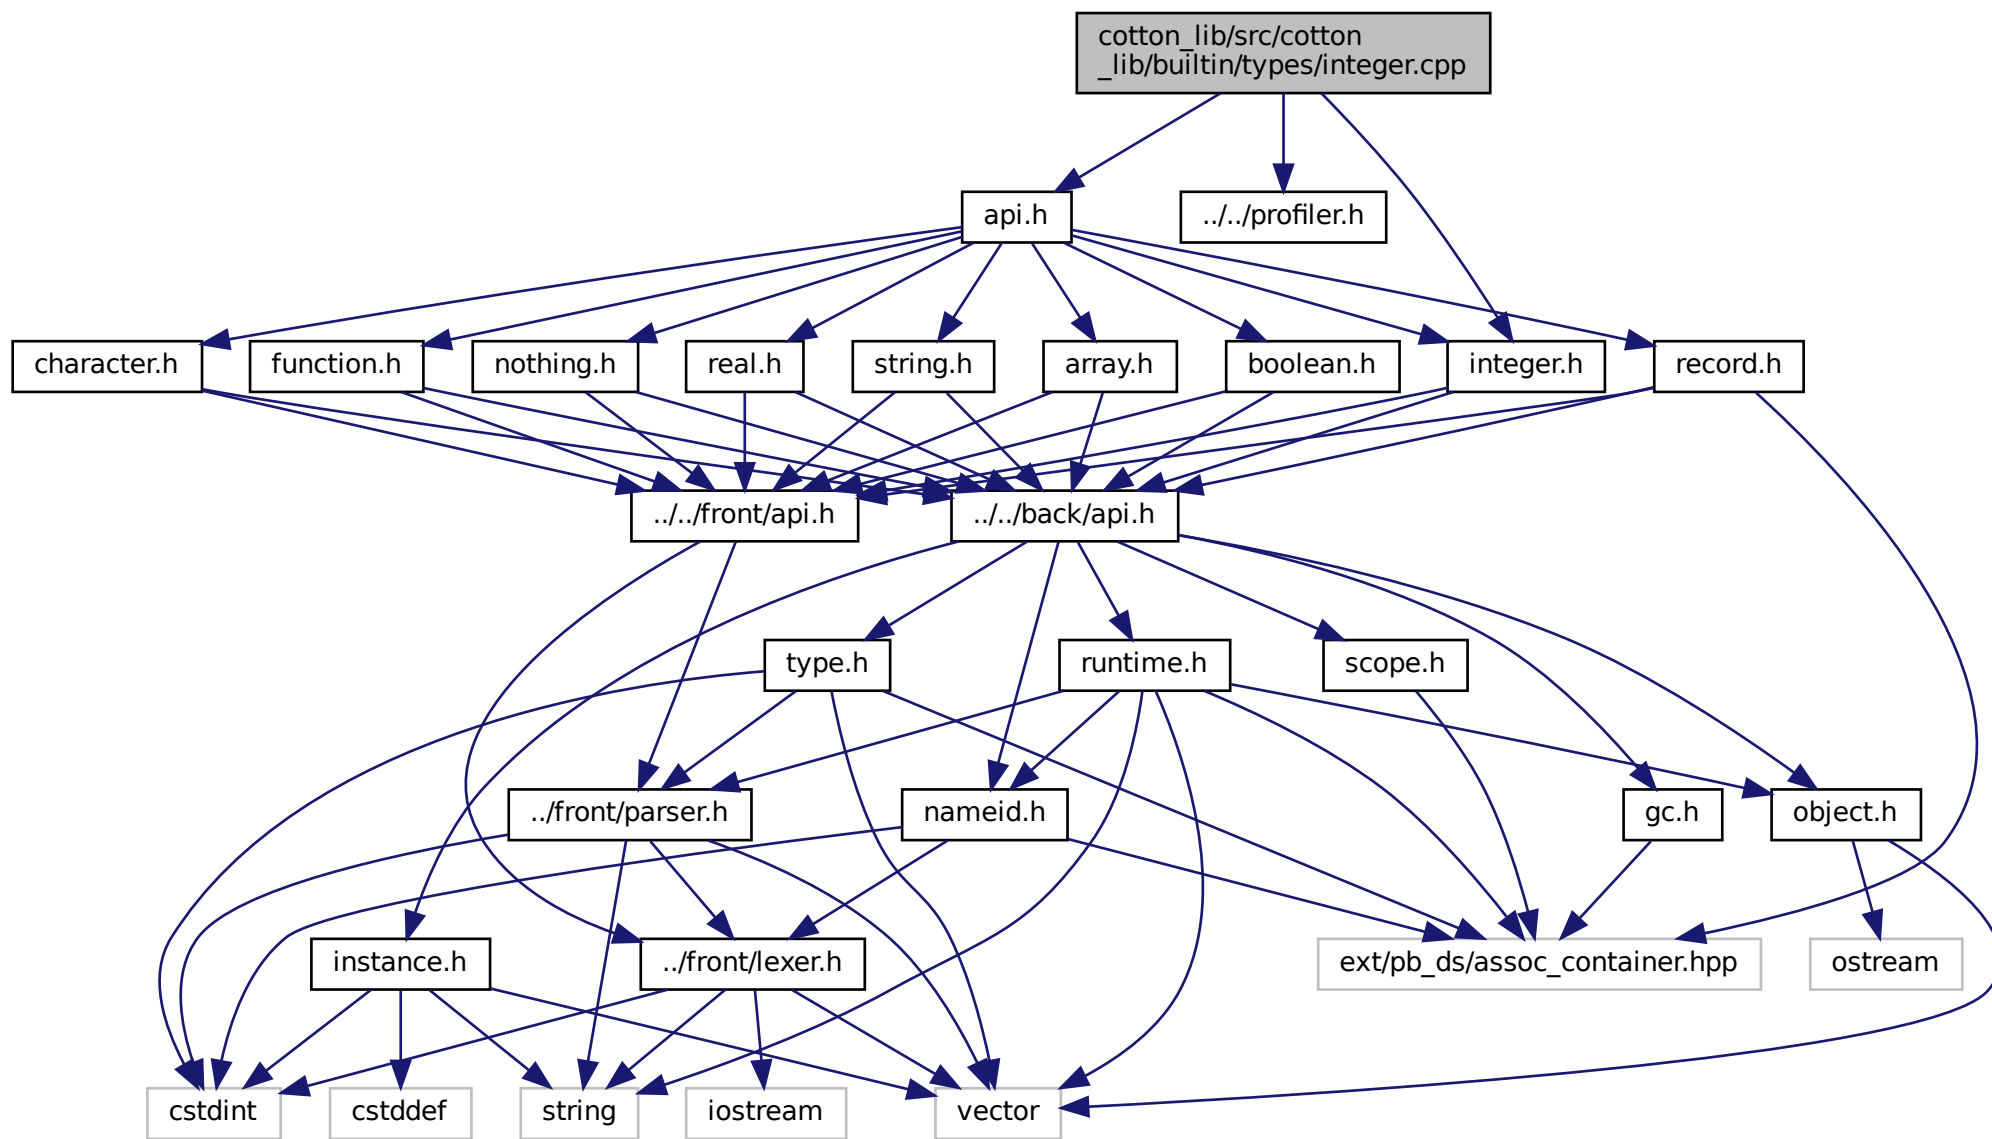 cotton_lib/src/cotton
_lib/builtin/types/integer.cpp
api.h
../../profiler.h
character.h
function.h
nothing.h
real.h
string.h
array.h
boolean.h
integer.h
record.h
../../front/api.h
../../back/api.h
type.h
runtime.h
scope.h
../front/parser.h
nameid.h
gc.h
object.h
instance.h
../front/lexer.h
ext/pb_ds/assoc_container.hpp
ostream
cstdint
cstddef
string
iostream
vector